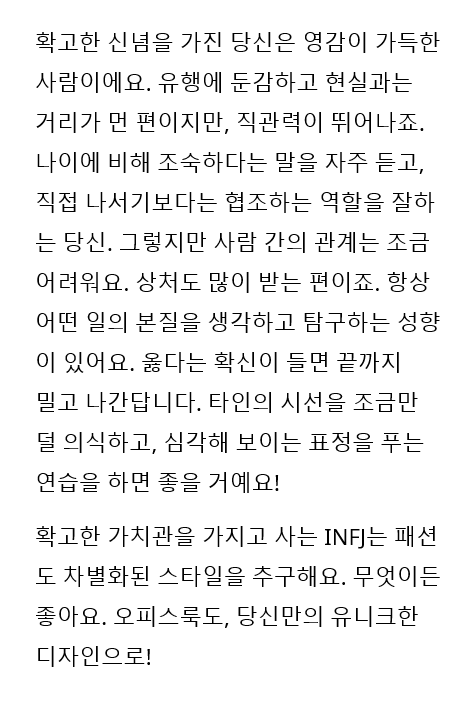 확고한 신념을 가진 당신은 영감이 가득한
사람이에요. 유행에 둔감하고 현실과는
거리가 먼 편이지만, 직관력이 뛰어나죠.
나이에 비해 조숙하다는 말을 자주 듣고,
직접 나서기보다는 협조하는 역할을 잘하
는 당신. 그렇지만 사람 간의 관계는 조금
어려워요. 상처도 많이 받는 편이죠. 항상
어떤 일의 본질을 생각하고 탐구하는 성향
이 있어요. 옳다는 확신이 들면 끝까지
밀고 나간답니다. 타인의 시선을 조금만
덜 의식하고, 심각해 보이는 표정을 푸는
연습을 하면 좋을 거예요!
확고한 가치관을 가지고 사는 INFJ는 패션
도 차별화된 스타일을 추구해요. 무엇이든
좋아요. 오피스룩도, 당신만의 유니크한
디자인으로!